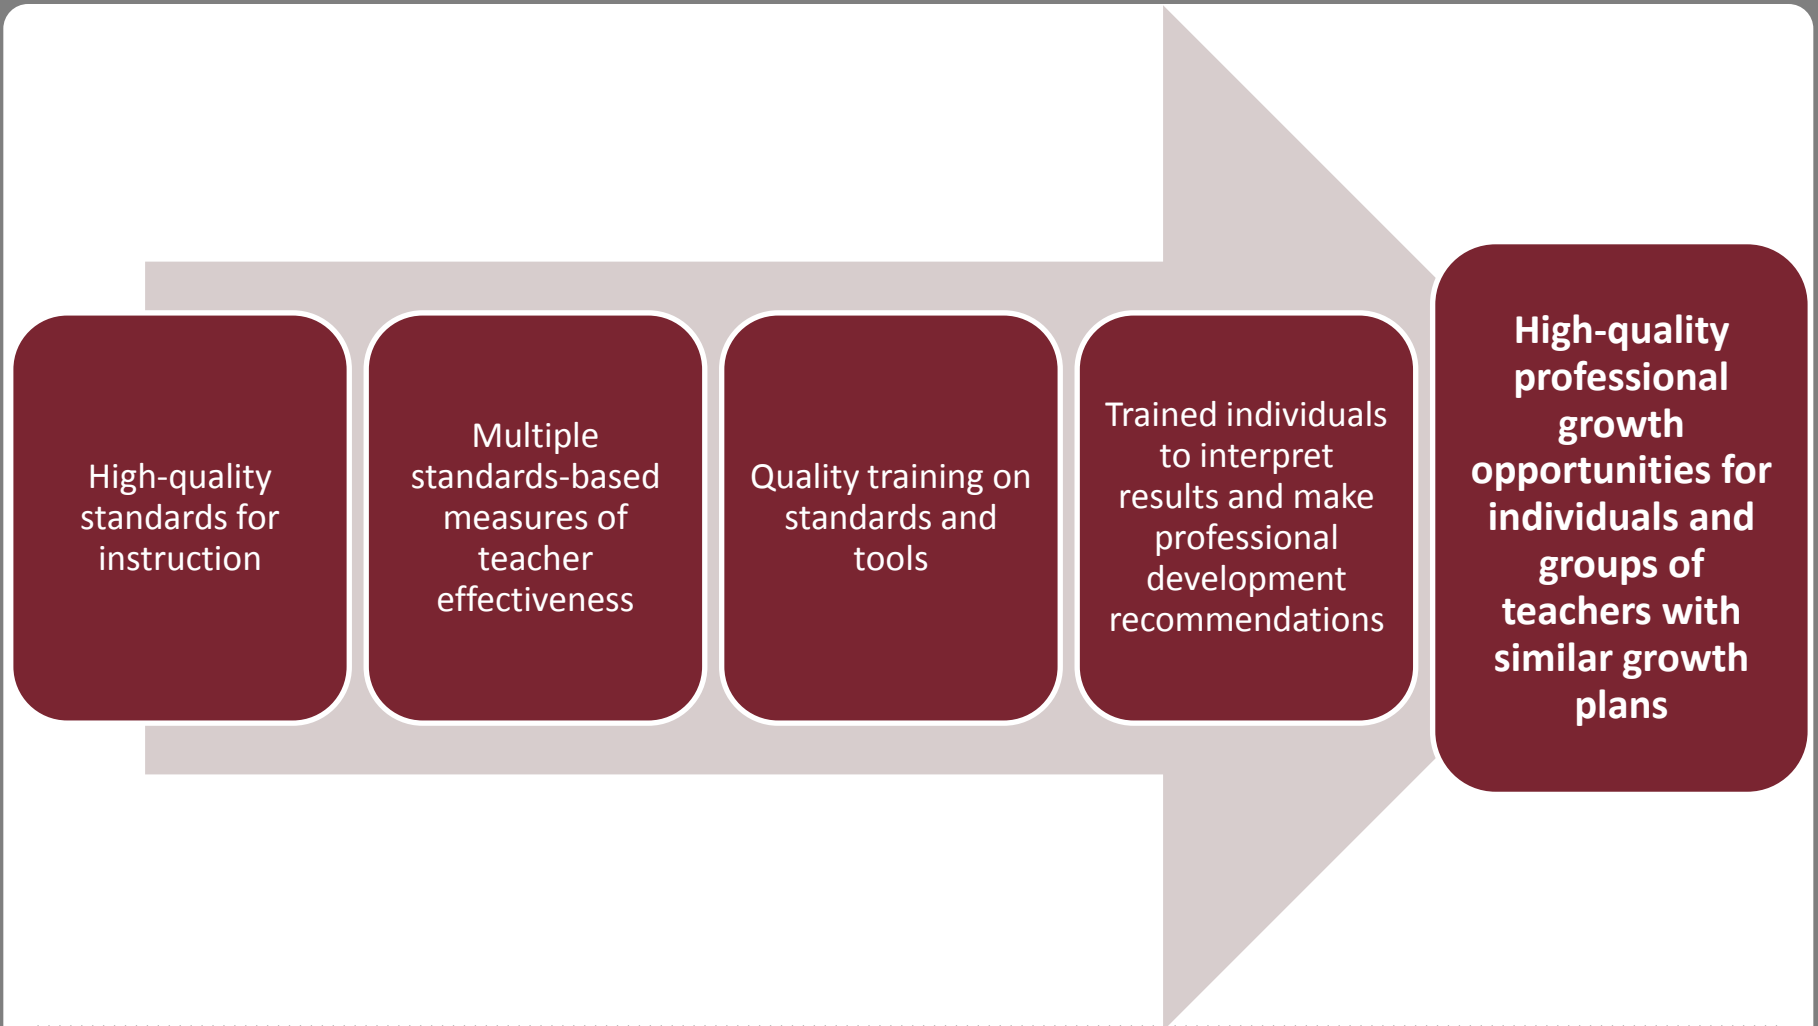 High-quality
standards for
instruction
Multiple
standards-based
measures of
teacher
effectiveness
Quality training on
standards and
tools
Trained individuals
to interpret
results and make
professional
development
recommendations
High-quality
professional
growth
opportunities for
individuals and
groups of
teachers with
similar growth
plans